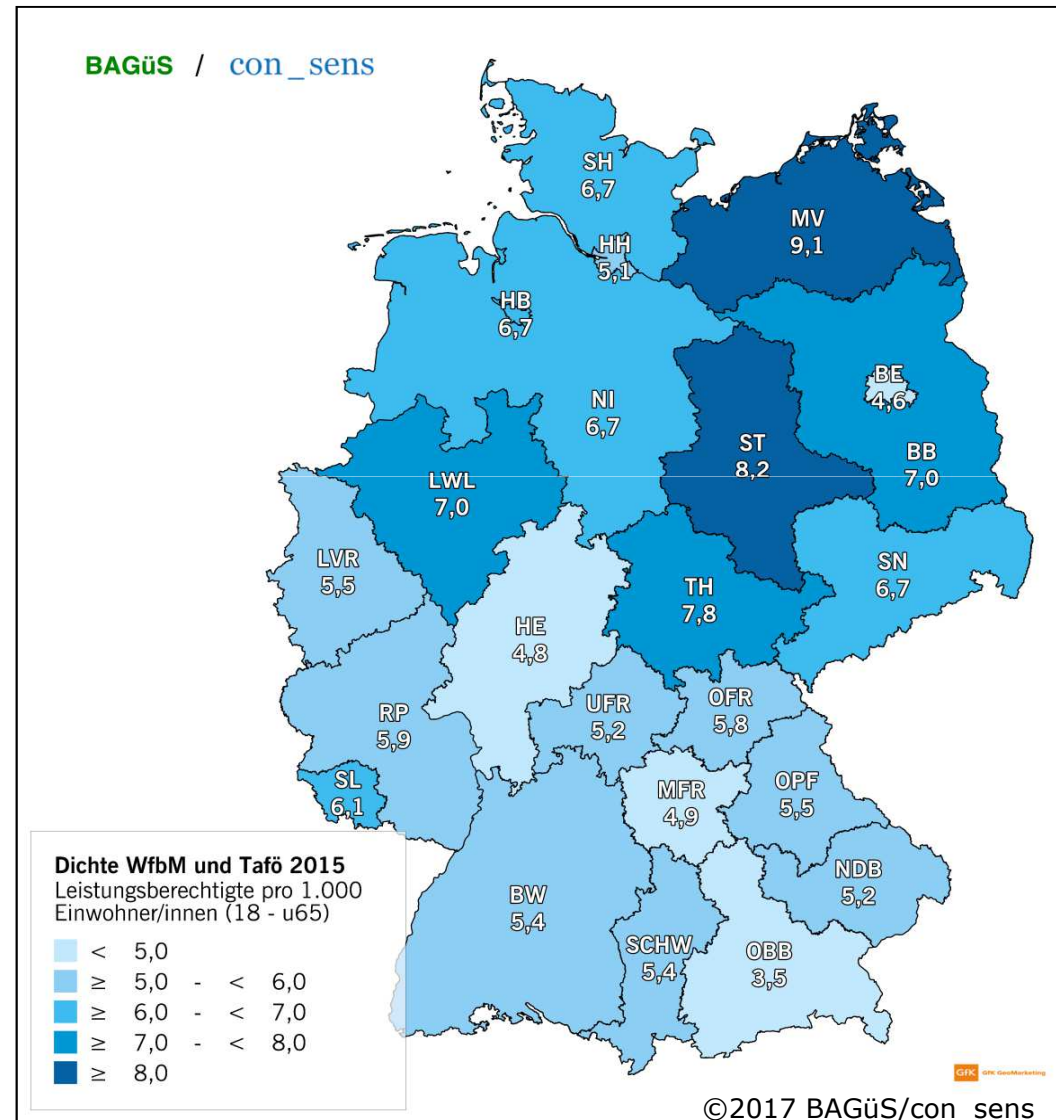 BAGüS / con_sens
SH
6,7
MV
9,1
HH
5,1
HB
6,7
BE
4,6
NI
6,7
ST
8,2
BB
7,0
LWL
7,0
LVR
5,5
SN
6,7
TH
7,8
HE
4,8
UFR
5,2
OFR
5,8
RP
5,9
SL
6,1
MFR
4,9
OPF
5,5
NDB
5,2
BW
5,4
SCHW
5,4
OBB
3,5
Dichte WfbM und Tafö 2015
Leistungsberechtigte pro 1.000
Einwohner/innen (18 - u65)
< 5,0
≥ 5,0 - < 6,0
≥ 6,0 - < 7,0
≥ 7,0 - < 8,0
≥ 8,0
GfK GfK GeoMarketing
©2017 BAGüS/con_sens